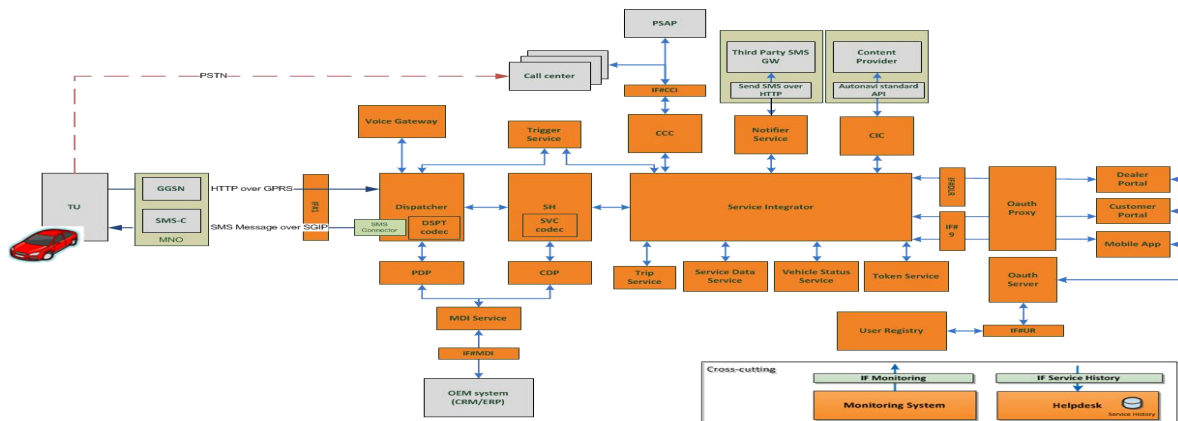 PSAP
Third Party SMS
GW
Content
Provider
PSTN
Call center
Send SMS over
HTTP
Autonavi standard
API
IF#CCI
Voice Gateway
Trigger
Service
CCC
Notifier
Service
CIC
TU
GGSN
HTTP over GPRS
IF#1
Dispatcher
SH
Service Integrator
IF#DLR
Oauth
Proxy
Dealer
Portal
SMS-C
SMS Message over SGIP
SMS
Connector
DSPT
codec
SVC
codec
IF#
9
Customer
Portal
MNO
Mobile App
PDP
CDP
Trip
Service
Service Data
Service
Vehicle Status
Service
Token Service
Oauth
Server
MDI Service
User Registry
IF#UR
IF#MDI
OEM system
(CRM/ERP)
Cross-cutting
IF Monitoring
IF Service History
Monitoring System
Helpdesk
Service History